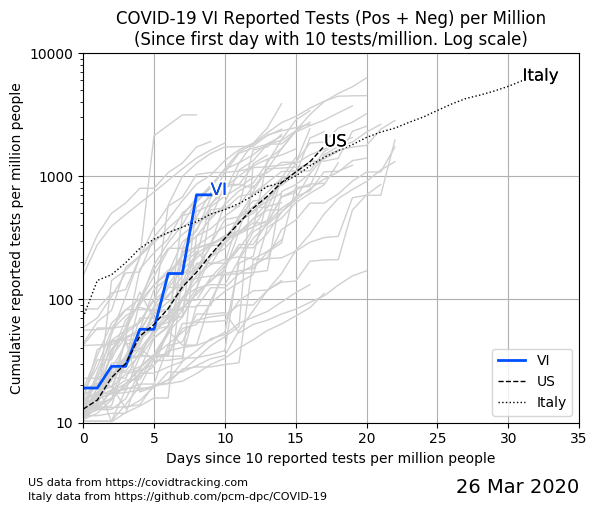 COVID-19 VI Reported Tests (Pos + Neg) per Million
(Since first day with 10 tests/million. Log scale)
Cumulative reported tests per million people
10000
1000
100
10
Italy
US
VI
VI
US
Italy
0 5 10 15 20 25 30 35
Days since 10 reported tests per million people
US data from https://covidtracking.com
Italy data from https://github.com/pcm-dpc/COVID-19
26 Mar 2020